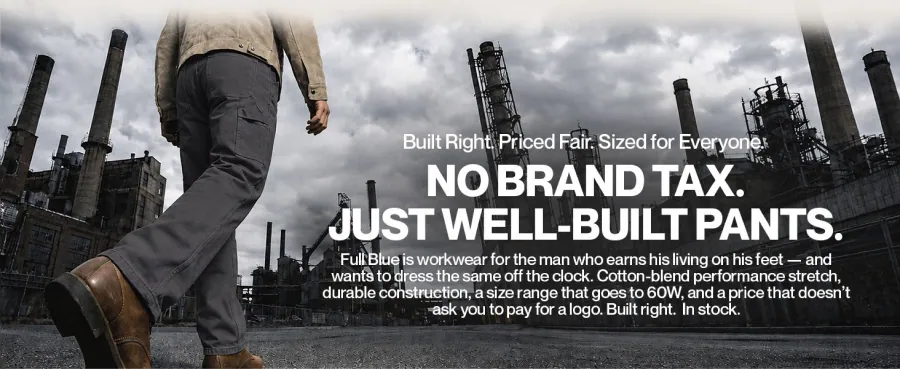 Built Right. Priced Fair. Sized for Everyone.
NO BRAND TAX.
JUST WELL-BUILT PANTS.
Full Blue is workwear for the man who earns his living on his feet — and
wants to dress the same off the clock. Cotton-blend performance stretch,
durable construction, a size range that goes to 60W, and a price that doesn't
ask you to pay for a logo. Built right. In stock.